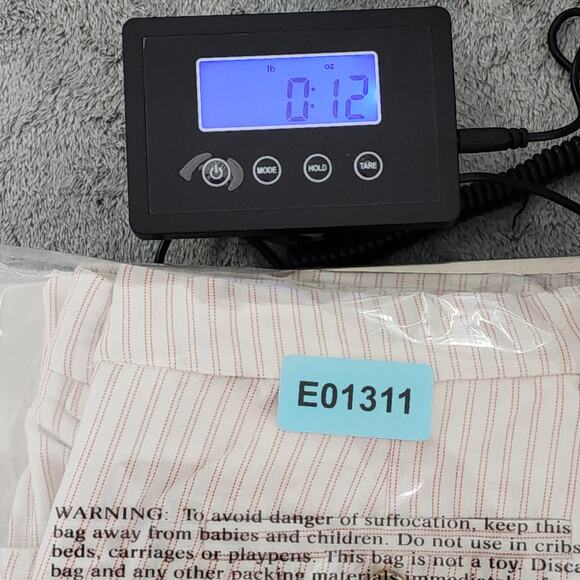 lb oz
0:12
MODE HOLD TARE
E01311
WARNING: To avoid danger of suffocation, keep this
bag away from babies and children. Do not use in cribs
beds, carriages or playpens. This bag is not a toy. Disca
bag and any other packing materials immediately